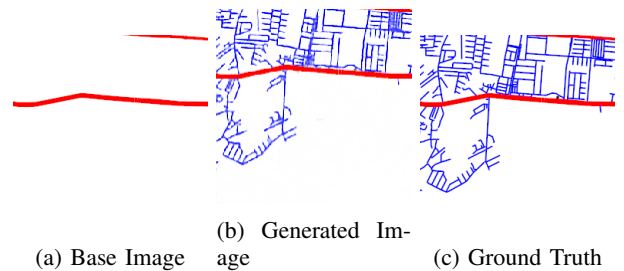 (a) Base Image
(b) Generated Im-
age
(c) Ground Truth